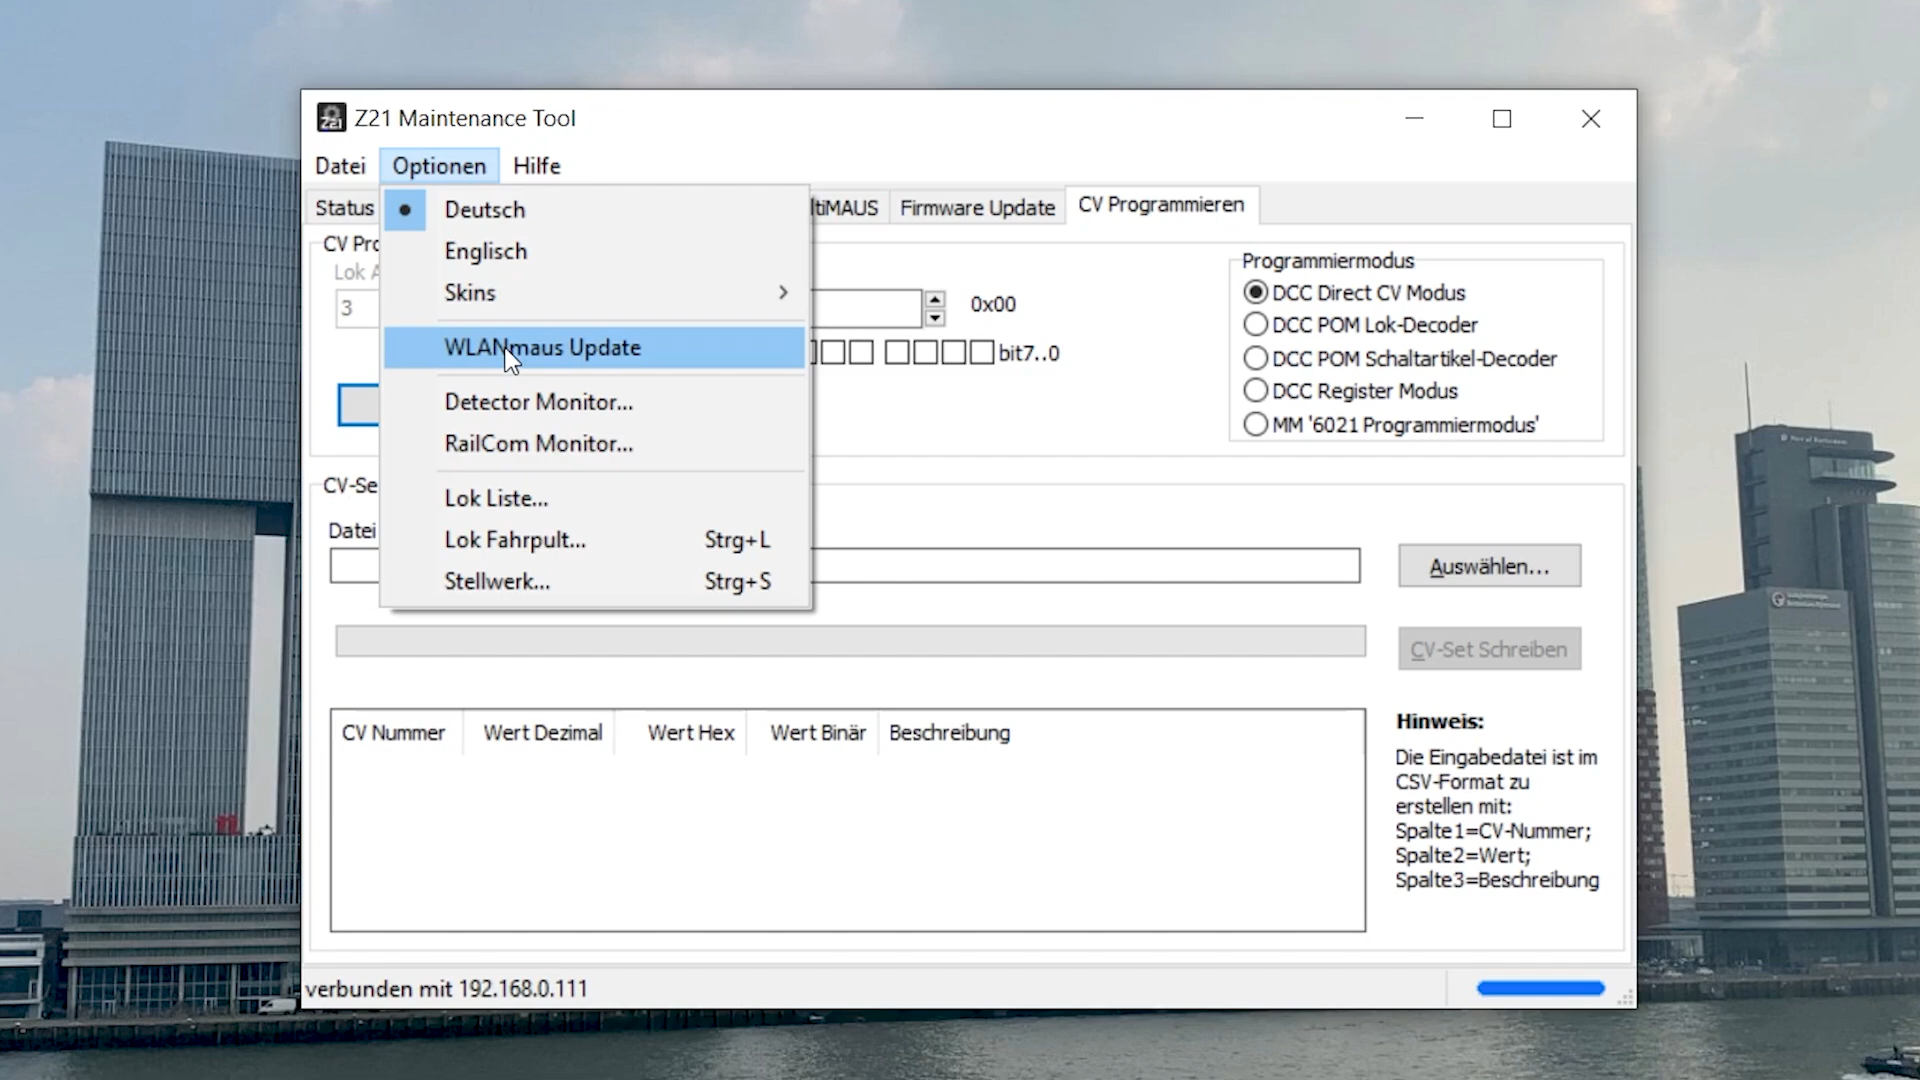 Z21 Maintenance Tool
Datei Optionen Hilfe
Status ltiMAUS Firmware Update CV Programmieren
Deutsch
Englisch
Skins
WLANmaus Update
Detector Monitor...
RailCom Monitor...
Lok Liste...
Lok Fahrpult... Strg+L
Stellwerk... Strg+S
CV Pro
Lok A
3
0x00
bit7..0
Programmiermodus
DCC Direct CV Modus
DCC POM Lok-Decoder
DCC POM Schaltartikel-Decoder
DCC Register Modus
MM '6021 Programmiermodus'
CV-Se
Datei
Auswählen...
CV-Set Schreiben
CV Nummer Wert Dezimal Wert Hex Wert Binär Beschreibung
Hinweis:
Die Eingabedatei ist im
CSV-Format zu
erstellen mit:
Spalte1=CV-Nummer;
Spalte2=Wert;
Spalte3=Beschreibung
verbunden mit 192.168.0.111